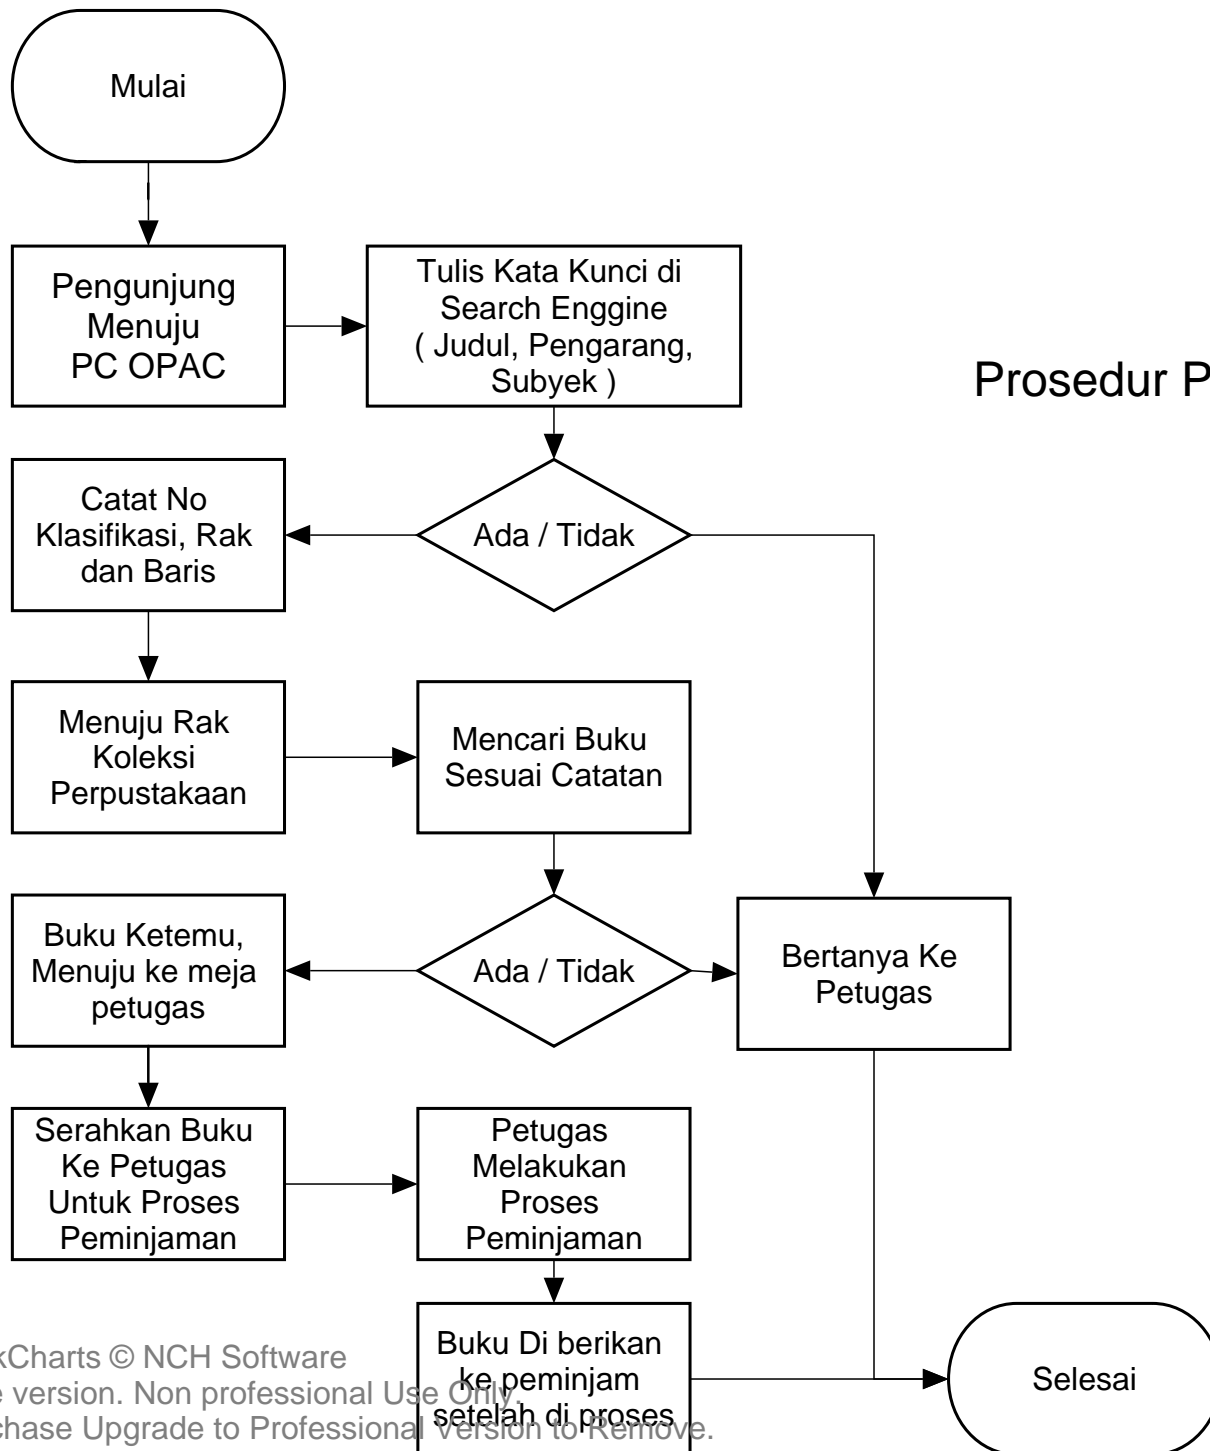 Mulai
Pengunjung
Menuju
PC OPAC
Tulis Kata Kunci di
Search Enggine
( Judul, Pengarang,
Subyek )
Prosedur P
Catat No
Klasifikasi, Rak
dan Baris
Ada / Tidak
Menuju Rak
Koleksi
Perpustakaan
Mencari Buku
Sesuai Catatan
Buku Ketemu,
Menuju ke meja
petugas
Ada / Tidak
Bertanya Ke
Petugas
Serahkan Buku
Ke Petugas
Untuk Proses
Peminjaman
Petugas
Melakukan
Proses
Peminjaman
Buku Di berikan
ke peminjam
setelah di proses
Selesai
kCharts © NCH Software
e version. Non professional Use Only.
chase Upgrade to Professional Version to Remove.